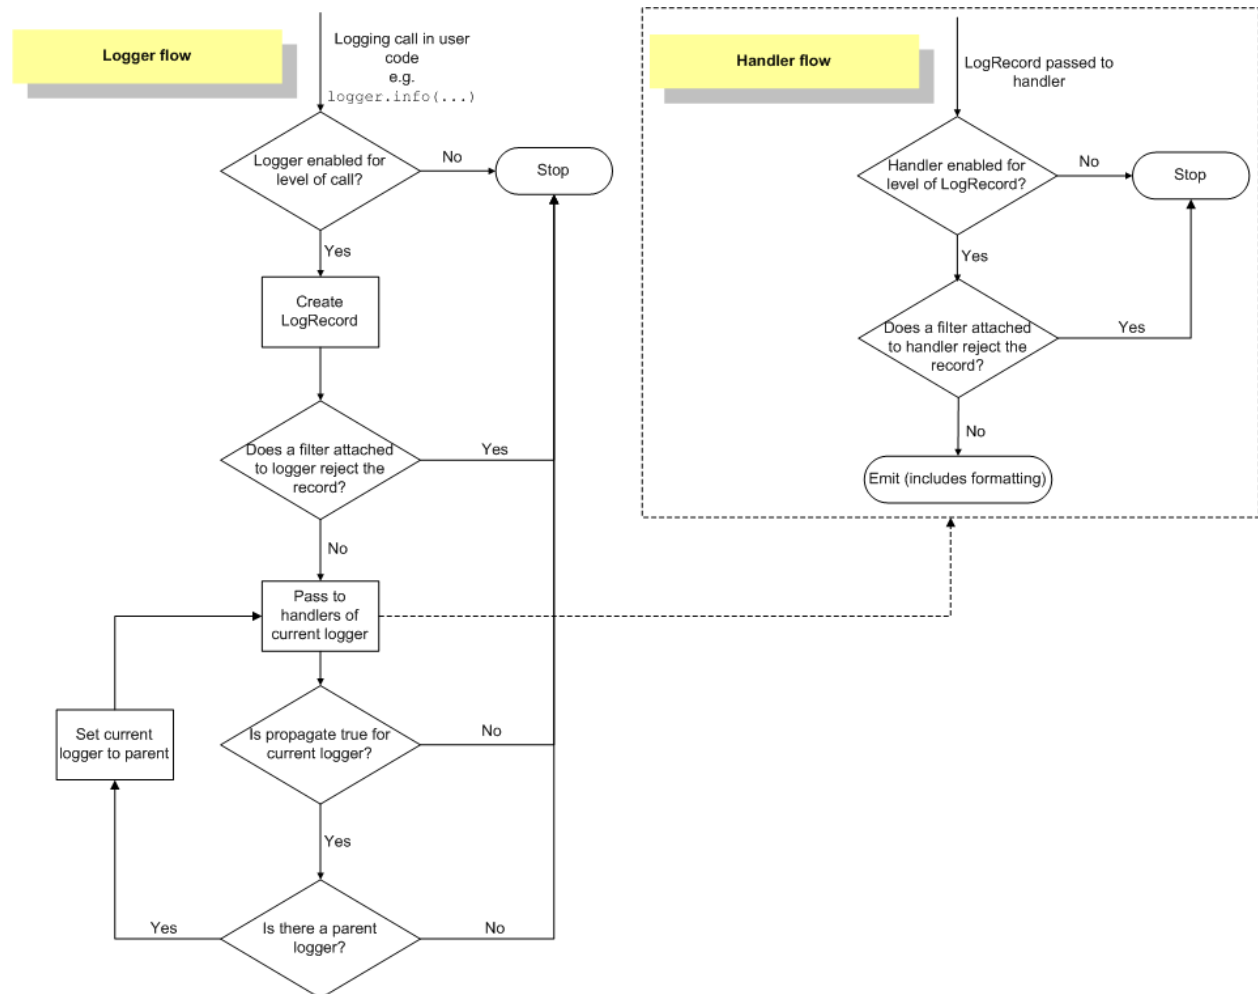 Logger flow
Logging call in user
code
e.g.
logger.info(...)
Logger enabled for
level of call?
No
Stop
Yes
Create
LogRecord
Does a filter attached
to logger reject the
record?
Yes
No
Pass to
handlers of
current logger
Set current
logger to parent
Is propagate true for
current logger?
No
Yes
Is there a parent
logger?
Yes
No
Handler flow
LogRecord passed to
handler
Handler enabled for
level of LogRecord?
No
Stop
Yes
Does a filter attached
to handler reject the
record?
Yes
No
Emit (includes formatting)